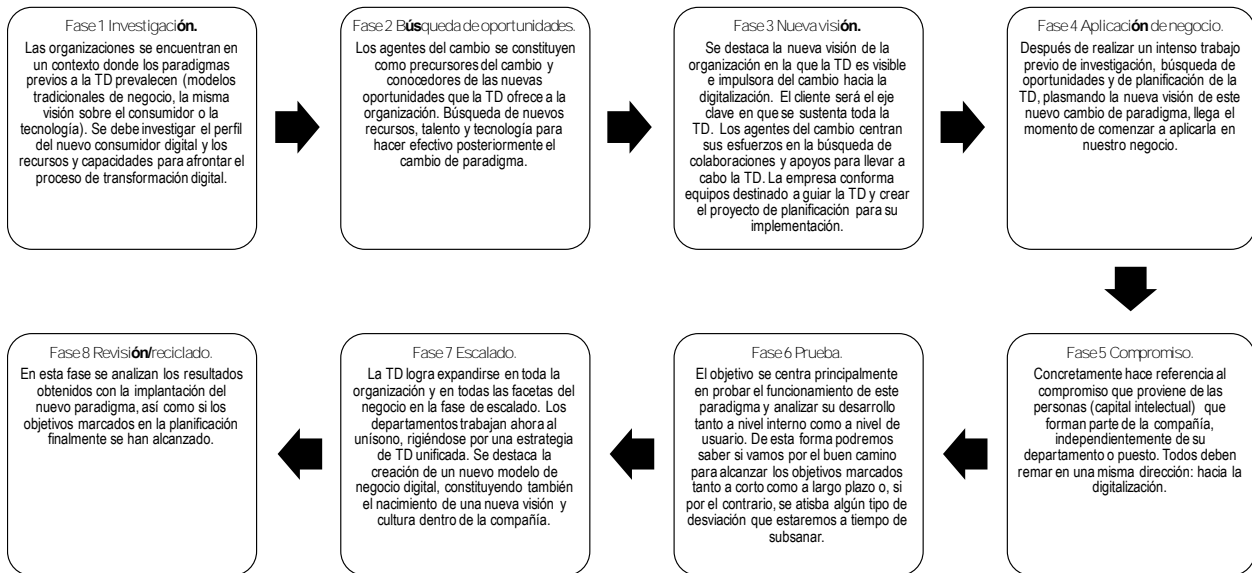 Fase 1 Investigación.
Las organizaciones se encuentran en
un contexto donde los paradigmas
previos a la TD prevalecen (modelos
tradicionales de negocio, la misma
visión sobre el consumidor o la
tecnología). Se debe investigar el perfil
del nuevo consumidor digital y los
recursos y capacidades para afrontar el
proceso de transformación digital.
Fase 2 Búsqueda de oportunidades.
Los agentes del cambio se constituyen
como precursores del cambio y
conocedores de las nuevas
oportunidades que la TD ofrece a la
organización. Búsqueda de nuevos
recursos, talento y tecnología para
hacer efectivo posteriormente el
cambio de paradigma.
Fase 3 Nueva visión.
Se destaca la nueva visión de la
organización en la que la TD es visible
e impulsora del cambio hacia la
digitalización. El cliente será el eje
clave en que se sustenta toda la
TD. Los agentes del cambio centran
sus esfuerzos en la búsqueda de
colaboraciones y apoyos para llevar a
cabo la TD. La empresa conforma
equipos destinado a guiar la TD y crear
el proyecto de planificación para su
implementación.
Fase 4 Aplicación de negocio.
Después de realizar un intenso trabajo
previo de investigación, búsqueda de
oportunidades y de planificación de la
TD, plasmando la nueva visión de este
nuevo cambio de paradigma, llega el
momento de comenzar a aplicarla en
nuestro negocio.
Fase 5 Compromiso.
Concretamente hace referencia al
compromiso que proviene de las
personas (capital intelectual) que
forman parte de la compañía,
independientemente de su
departamento o puesto. Todos deben
remar en una misma dirección: hacia la
digitalización.
Fase 6 Prueba.
El objetivo se centra principalmente
en probar el funcionamiento de este
paradigma y analizar su desarrollo
tanto a nivel interno como a nivel de
usuario. De esta forma podremos
saber si vamos por el buen camino
para alcanzar los objetivos marcados
tanto a corto como a largo plazo o, si
por el contrario, se atisba algún tipo de
desviación que estaremos a tiempo de
subsanar.
Fase 7 Escalado.
La TD logra expandirse en toda la
organización y en todas las facetas del
negocio en la fase de escalado. Los
departamentos trabajan ahora al
unísono, rigiéndose por una estrategia
de TD unificada. Se destaca la
creación de un nuevo modelo de
negocio digital, constituyendo también
el nacimiento de una nueva visión y
cultura dentro de la compañía.
Fase 8 Revisión/reciclado.
En esta fase se analizan los resultados
obtenidos con la implantación del
nuevo paradigma, así como si los
objetivos marcados en la planificación
finalmente se han alcanzado.